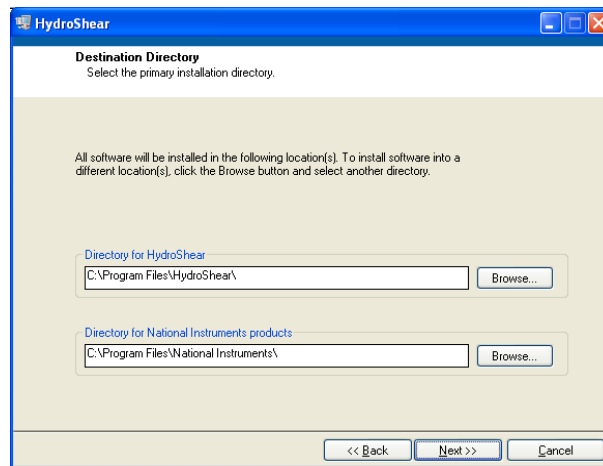 HydroShear
Destination Directory
Select the primary installation directory.
All software will be installed in the following location(s). To install software into a
different location(s), click the Browse button and select another directory.
Directory for HydroShear
C:\Program Files\HydroShear\
Browse...
Directory for National Instruments products
C:\Program Files\National Instruments\
Browse...
<< Back
Next >>
Cancel